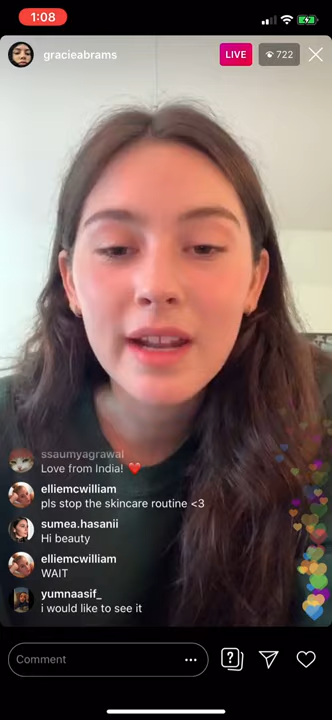 1:08
gracieabrams
LIVE
722
ssaumyagrawal
Love from India! ❤️
elliemcwilliam
pls stop the skincare routine <3
sumea.hasanii
Hi beauty
elliemcwilliam
WAIT
yumnaasif_
i would like to see it
Comment